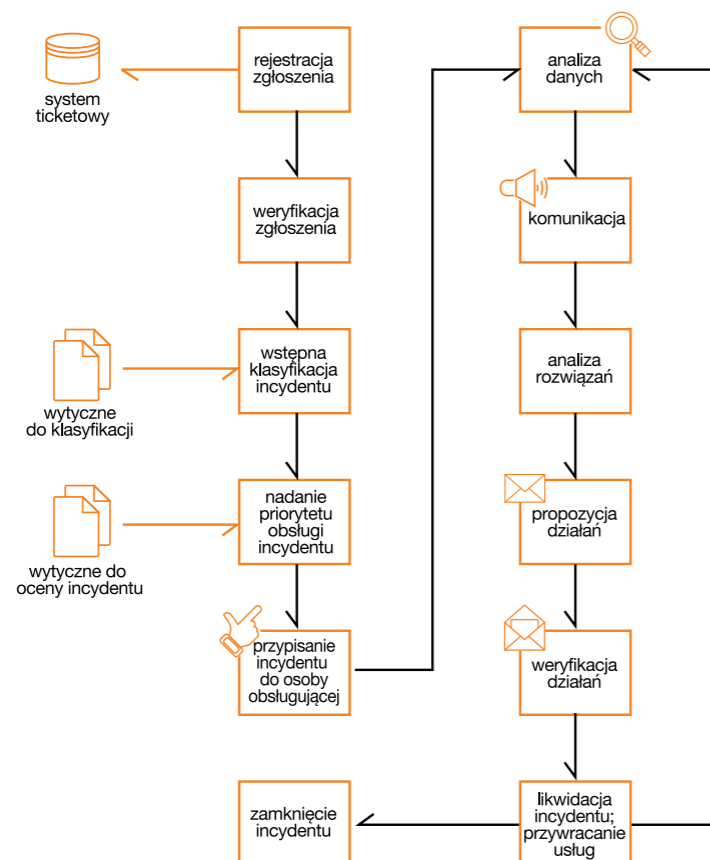 system
ticketowy
rejestracja
zgłoszenia
weryfikacja
zgłoszenia
wytyczne
do klasyfikacji
wstępna
klasyfikacja
incydentu
wytyczne do
oceny incydentu
nadanie
priorytetu
obsługi
incydentu
przypisanie
incydentu
do osoby
obsługującej
analiza
danych
komunikacja
analiza
rozwiązań
propozycja
działań
weryfikacja
działań
likwidacja
incydentu;
przywracanie
usług
zamknięcie
incydentu